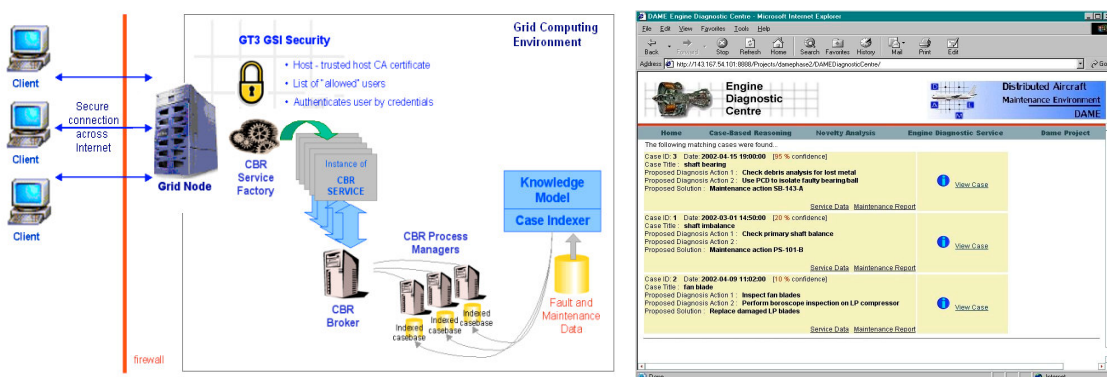 Client
Client
Client
Secure
connection
across
Internet
firewall
Grid Computing
Environment
GT3 GSI Security
• Host - trusted host CA certificate
• List of "allowed" users
• Authenticates user by credentials
Grid Node
CBR
Service
Factory
Instance of
CBR
SERVICE
CBR
Broker
CBR Process
Managers
Indexed
casebase
Indexed
casebase
Indexed
casebase
Knowledge
Model
Case Indexer
Fault and
Maintenance
Data
DAME Engine Diagnostic Centre - Microsoft Internet Explorer
File Edit View Favorites Tools Help
Back Forward Stop Refresh Home Search Favorites History Mail Print Edit
Address http://143.167.54.101:8888/Projects/damephase2/DAMEDiagnosticCentre/ Go
Engine
Diagnostic
Centre
D A M L
Distributed Aircraft
Maintenance Environment
DAME
Home Case-Based Reasoning Novelty Analysis Engine Diagnostic Service Dame Project
The following matching cases were found...
Case ID: 3 Date: 2002-04-15 19:00:00 [95 % confidence]
Case Title : shaft bearing
Proposed Diagnosis Action 1 : Check debris analysis for lost metal
Proposed Diagnosis Action 2 : Use PCD to isolate faulty bearing/ball
Proposed Solution : Maintenance action SB-143-A
Service Data Maintenance Report
View Case
Case ID: 1 Date: 2002-03-01 14:50:00 [20 % confidence]
Case Title : shaft imbalance
Proposed Diagnosis Action 1 : Check primary shaft balance
Proposed Diagnosis Action 2 :
Proposed Solution : Maintenance action PS-101-B
Service Data Maintenance Report
View Case
Case ID: 2 Date: 2002-04-09 11:02:00 [10 % confidence]
Case Title : fan blade
Proposed Diagnosis Action 1 : Inspect fan blades
Proposed Diagnosis Action 2 : Perform boroscope inspection on LP compressor
Proposed Solution : Replace damaged LP blades
Service Data Maintenance Report
View Case